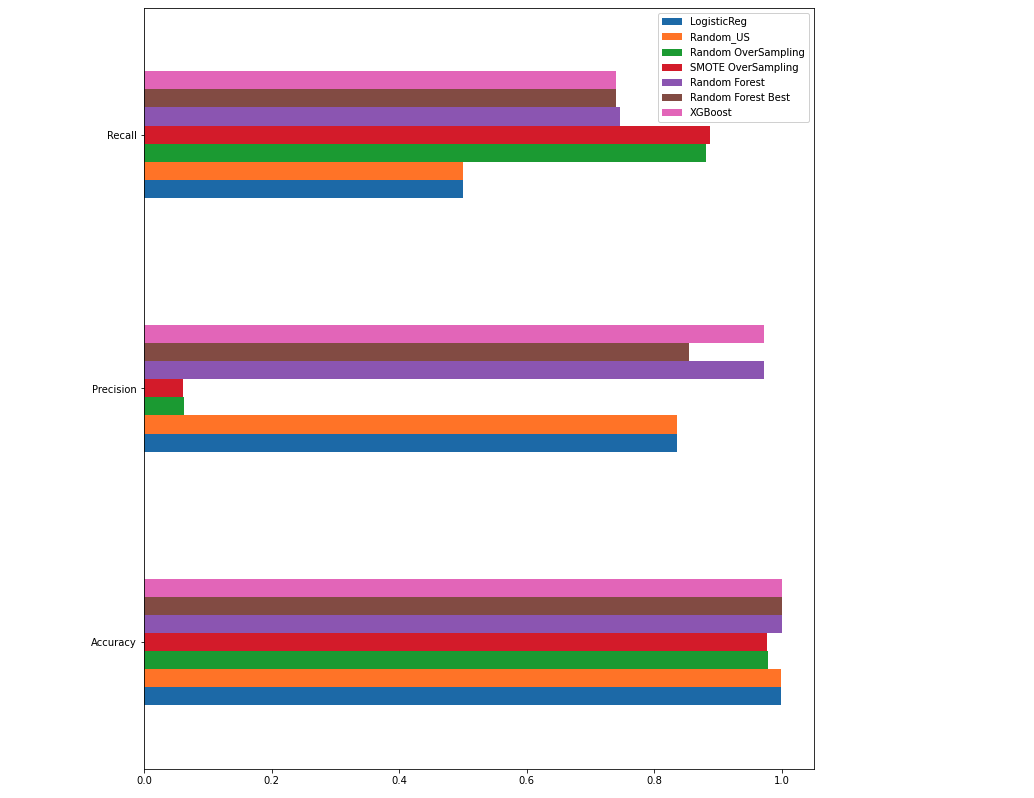 LogisticReg
Random_US
Random OverSampling
SMOTE OverSampling
Random Forest
Random Forest Best
XGBoost
Recall
Precision
Accuracy
0.0 0.2 0.4 0.6 0.8 1.0